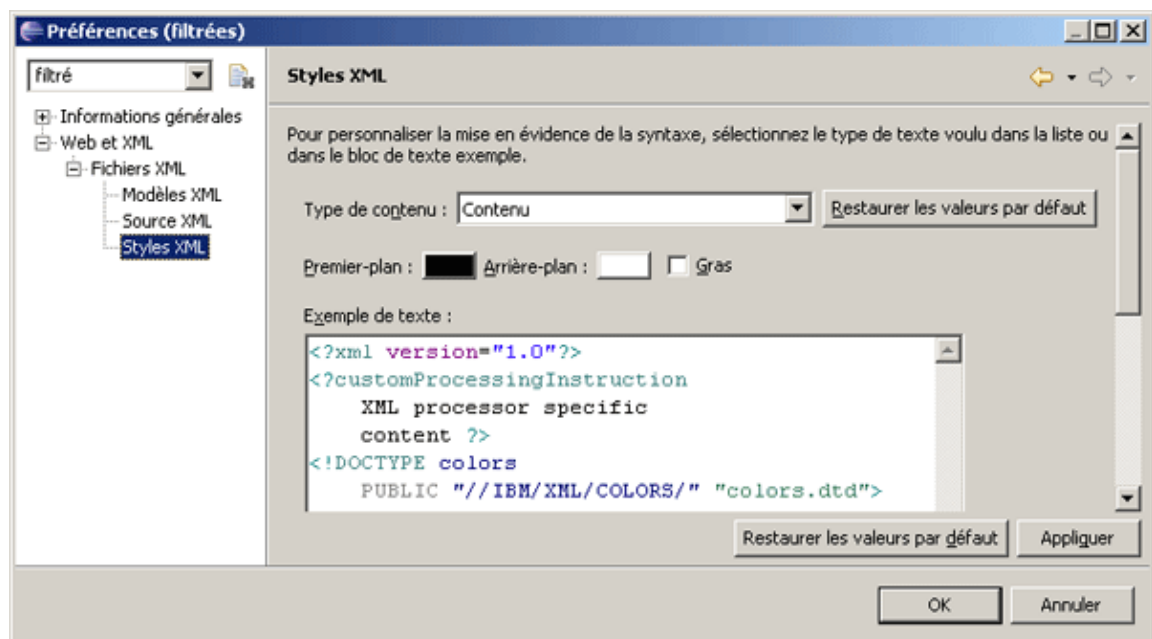 Préférences (filtrées)
filtré
Informations générales
Web et XML
Fichiers XML
Modèles XML
Source XML
Styles XML
Styles XML
Pour personnaliser la mise en évidence de la syntaxe, sélectionnez le type de texte voulu dans la liste ou
dans le bloc de texte exemple.
Type de contenu : Contenu Restaurer les valeurs par défaut
Premier-plan : Arrière-plan : Gras
Exemple de texte :
<?xml version="1.0"?>
<?customProcessingInstruction
XML processor specific
content ?>
<!DOCTYPE colors
PUBLIC "//IBM/XML/COLORS/" "colors.dtd">
Restaurer les valeurs par défaut Appliquer
OK Annuler